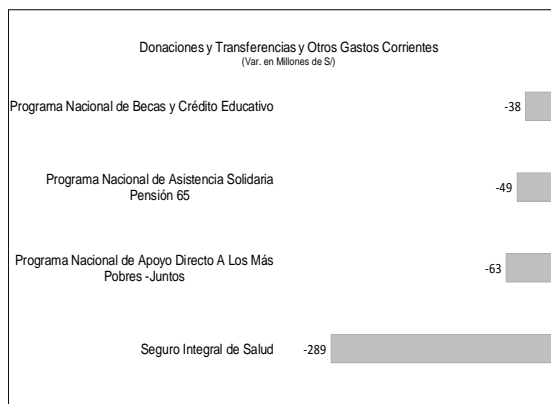 Donaciones y Transferencias y Otros Gastos Corrientes
(Var. en Millones de S/)
Programa Nacional de Becas y Crédito Educativo
-38
Programa Nacional de Asistencia Solidaria
Pensión 65
-49
Programa Nacional de Apoyo Directo A Los Más
Pobres -Juntos
-63
Seguro Integral de Salud
-289